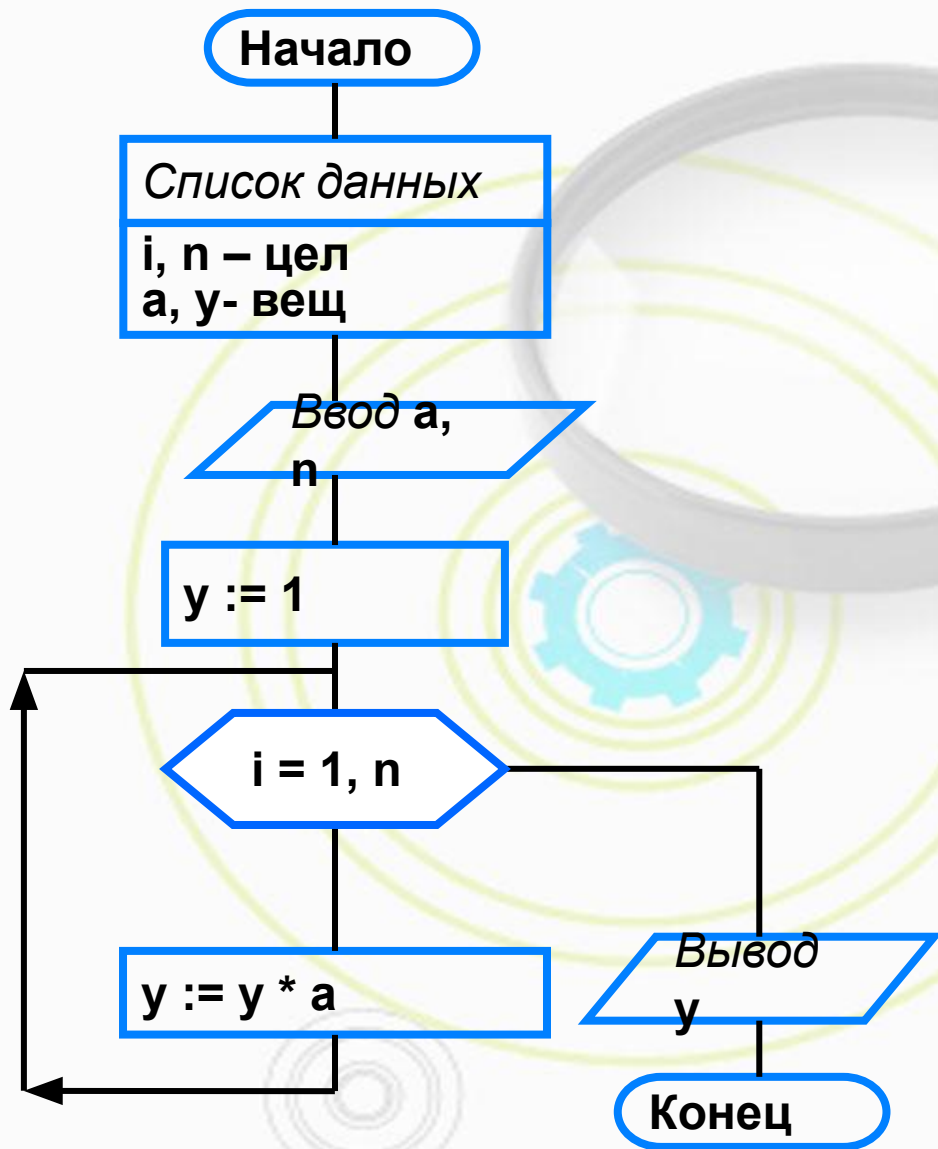 Начало
Список данных
i, n – цел
a, y- вещ
Ввод a,
n
y := 1
i = 1, n
y := y * a
Вывод
y
Конец